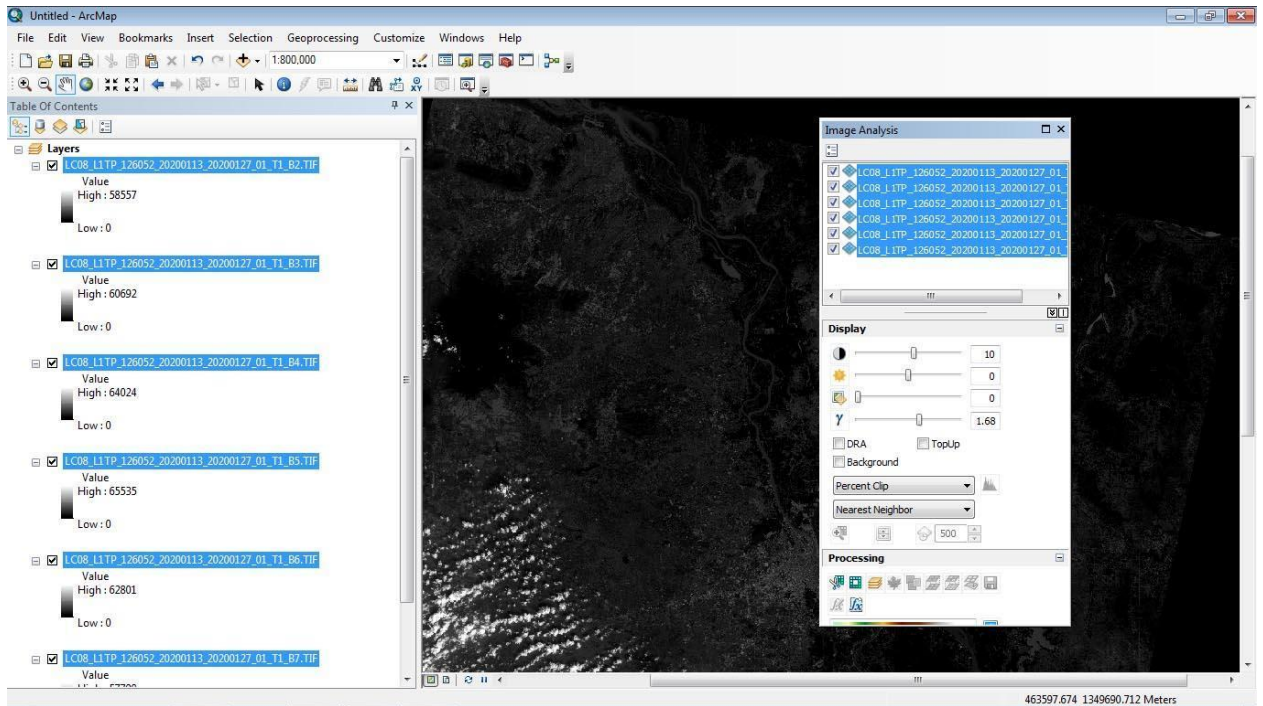 Untitled - ArcMap
File Edit View Bookmarks Insert Selection Geoprocessing Customize Windows Help
1:800,000
Table Of Contents
Layers
LC08_L1TP_126052_20200113_20200127_01_T1_B2.TIF
Value
High : 58557
Low : 0
LC08_L1TP_126052_20200113_20200127_01_T1_B3.TIF
Value
High : 60692
Low : 0
LC08_L1TP_126052_20200113_20200127_01_T1_B4.TIF
Value
High : 64024
Low : 0
LC08_L1TP_126052_20200113_20200127_01_T1_B5.TIF
Value
High : 65535
Low : 0
LC08_L1TP_126052_20200113_20200127_01_T1_B6.TIF
Value
High : 62801
Low : 0
LC08_L1TP_126052_20200113_20200127_01_T1_B7.TIF
Value
Image Analysis
LC08_L1TP_126052_20200113_20200127_01_
LC08_L1TP_126052_20200113_20200127_01_
LC08_L1TP_126052_20200113_20200127_01_
LC08_L1TP_126052_20200113_20200127_01_
LC08_L1TP_126052_20200113_20200127_01_
LC08_L1TP_126052_20200113_20200127_01_
Display
10
0
0
γ 1.68
DRA TopUp
Background
Percent Clip
Nearest Neighbor
500
Processing
463597.674 1349690.712 Meters